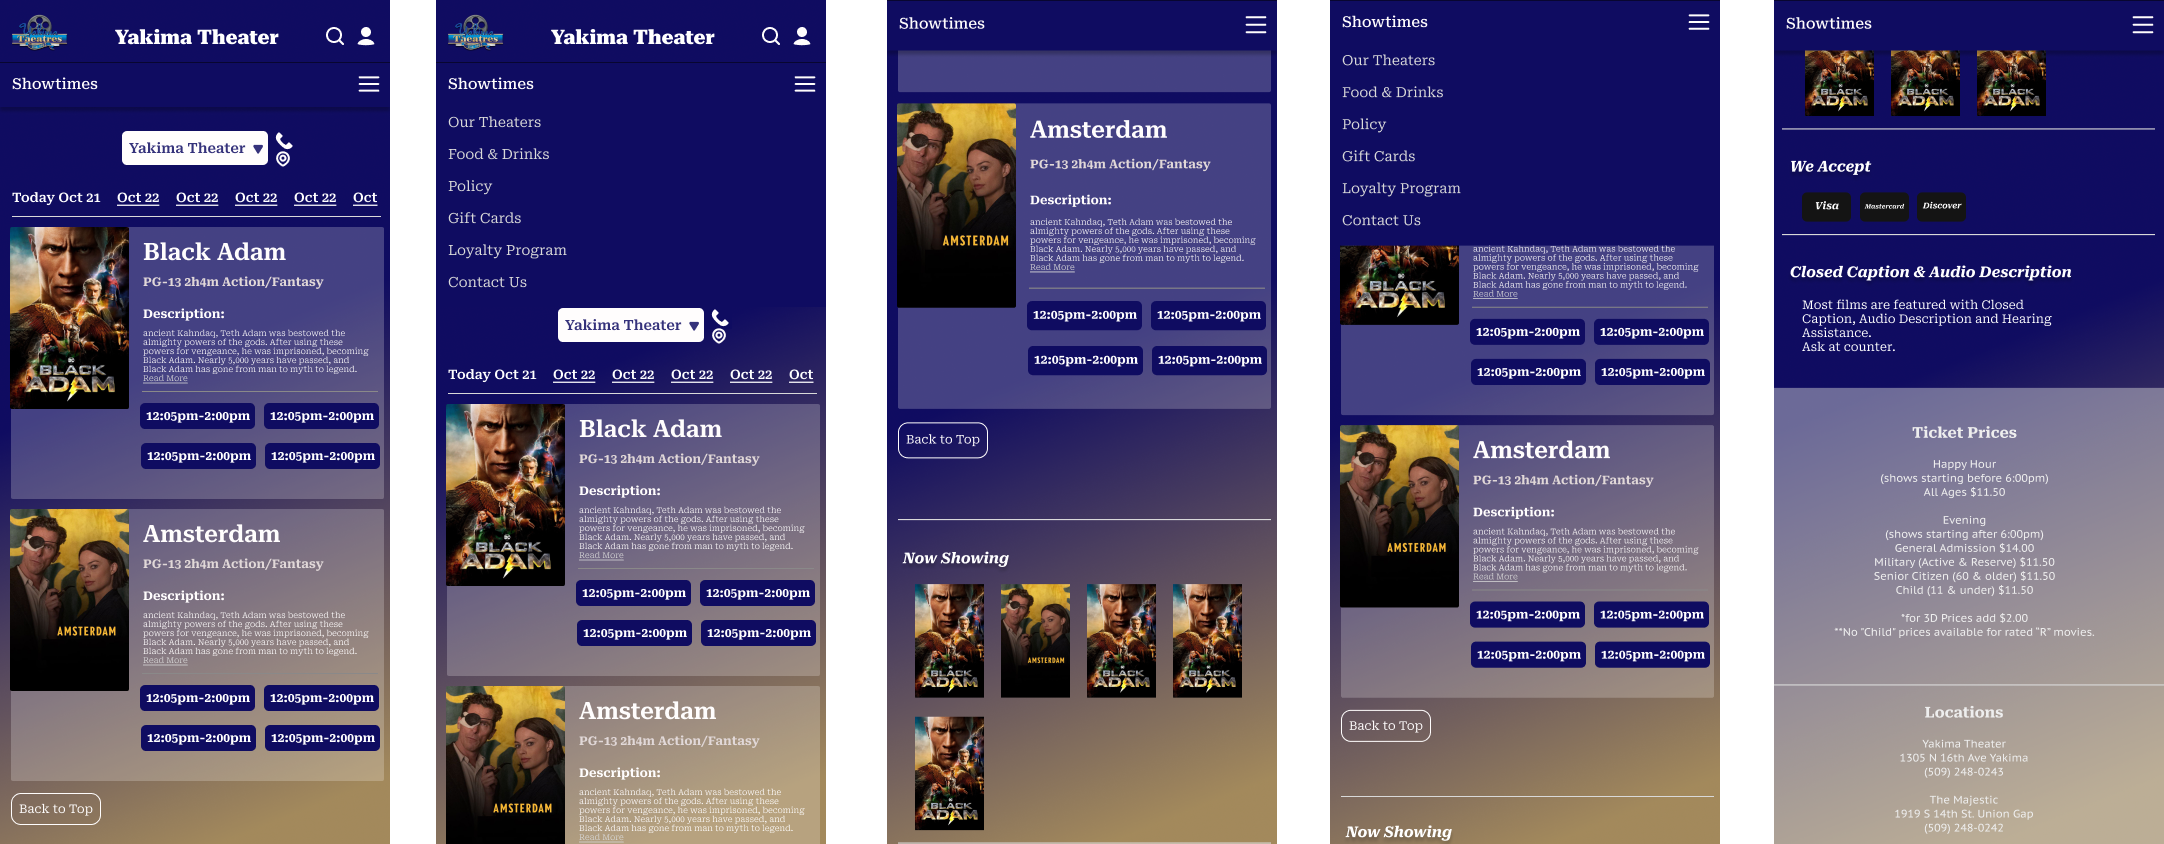 Theatres
Yakima Theater
Showtimes
Yakima Theater ▼
Today Oct 21 Oct 22 Oct 22 Oct 22 Oct 22 Oct
BLACK
ADAM
Black Adam
PG-13 2h4m Action/Fantasy
Description:
ancient Kahndaq, Teth Adam was bestowed the
almighty powers of the gods. After using these
powers for vengeance, he was imprisoned, becoming
Black Adam. Nearly 5,000 years have passed, and
Black Adam has gone from man to myth to legend.
Read More
12:05pm-2:00pm 12:05pm-2:00pm
12:05pm-2:00pm 12:05pm-2:00pm
AMSTERDAM
Amsterdam
PG-13 2h4m Action/Fantasy
Description:
ancient Kahndaq, Teth Adam was bestowed the
almighty powers of the gods. After using these
powers for vengeance, he was imprisoned, becoming
Black Adam. Nearly 5,000 years have passed, and
Black Adam has gone from man to myth to legend.
Read More
12:05pm-2:00pm 12:05pm-2:00pm
12:05pm-2:00pm 12:05pm-2:00pm
Back to Top
Theatres
Yakima Theater
Showtimes
Our Theaters
Food & Drinks
Policy
Gift Cards
Loyalty Program
Contact Us
Yakima Theater ▼
Today Oct 21 Oct 22 Oct 22 Oct 22 Oct 22 Oct
BLACK
ADAM
Black Adam
PG-13 2h4m Action/Fantasy
Description:
ancient Kahndaq, Teth Adam was bestowed the
almighty powers of the gods. After using these
powers for vengeance, he was imprisoned, becoming
Black Adam. Nearly 5,000 years have passed, and
Black Adam has gone from man to myth to legend.
Read More
12:05pm-2:00pm 12:05pm-2:00pm
12:05pm-2:00pm 12:05pm-2:00pm
AMSTERDAM
Amsterdam
PG-13 2h4m Action/Fantasy
Description:
ancient Kahndaq, Teth Adam was bestowed the
almighty powers of the gods. After using these
powers for vengeance, he was imprisoned, becoming
Black Adam. Nearly 5,000 years have passed, and
Black Adam has gone from man to myth to legend.
Read More
Showtimes
AMSTERDAM
Amsterdam
PG-13 2h4m Action/Fantasy
Description:
ancient Kahndaq, Teth Adam was bestowed the
almighty powers of the gods. After using these
powers for vengeance, he was imprisoned, becoming
Black Adam. Nearly 5,000 years have passed, and
Black Adam has gone from man to myth to legend.
Read More
12:05pm-2:00pm 12:05pm-2:00pm
12:05pm-2:00pm 12:05pm-2:00pm
Back to Top
Now Showing
BLACK
ADAM
AMSTERDAM
BLACK
ADAM
BLACK
ADAM
BLACK
ADAM
Showtimes
Our Theaters
Food & Drinks
Policy
Gift Cards
Loyalty Program
Contact Us
BLACK
ADAM
ancient Kahndaq, Teth Adam was bestowed the
almighty powers of the gods. After using these
powers for vengeance, he was imprisoned, becoming
Black Adam. Nearly 5,000 years have passed, and
Black Adam has gone from man to myth to legend.
Read More
12:05pm-2:00pm 12:05pm-2:00pm
12:05pm-2:00pm 12:05pm-2:00pm
AMSTERDAM
Amsterdam
PG-13 2h4m Action/Fantasy
Description:
ancient Kahndaq, Teth Adam was bestowed the
almighty powers of the gods. After using these
powers for vengeance, he was imprisoned, becoming
Black Adam. Nearly 5,000 years have passed, and
Black Adam has gone from man to myth to legend.
Read More
12:05pm-2:00pm 12:05pm-2:00pm
12:05pm-2:00pm 12:05pm-2:00pm
Back to Top
Now Showing
Showtimes
BLACK
ADAM
BLACK
ADAM
BLACK
ADAM
We Accept
Visa Mastercard Discover
Closed Caption & Audio Description
Most films are featured with Closed
Caption, Audio Description and Hearing
Assistance.
Ask at counter.
Ticket Prices
Happy Hour
(shows starting before 6:00pm)
All Ages $11.50
Evening
(shows starting after 6:00pm)
General Admission $14.00
Military (Active & Reserve) $11.50
Senior Citizen (60 & older) $11.50
Child (11 & under) $11.50
*for 3D Prices add $2.00
**No "Child" prices available for rated "R" movies.
Locations
Yakima Theater
1305 N 16th Ave Yakima
(509) 248-0243
The Majestic
1919 S 14th St. Union Gap
(509) 248-0242